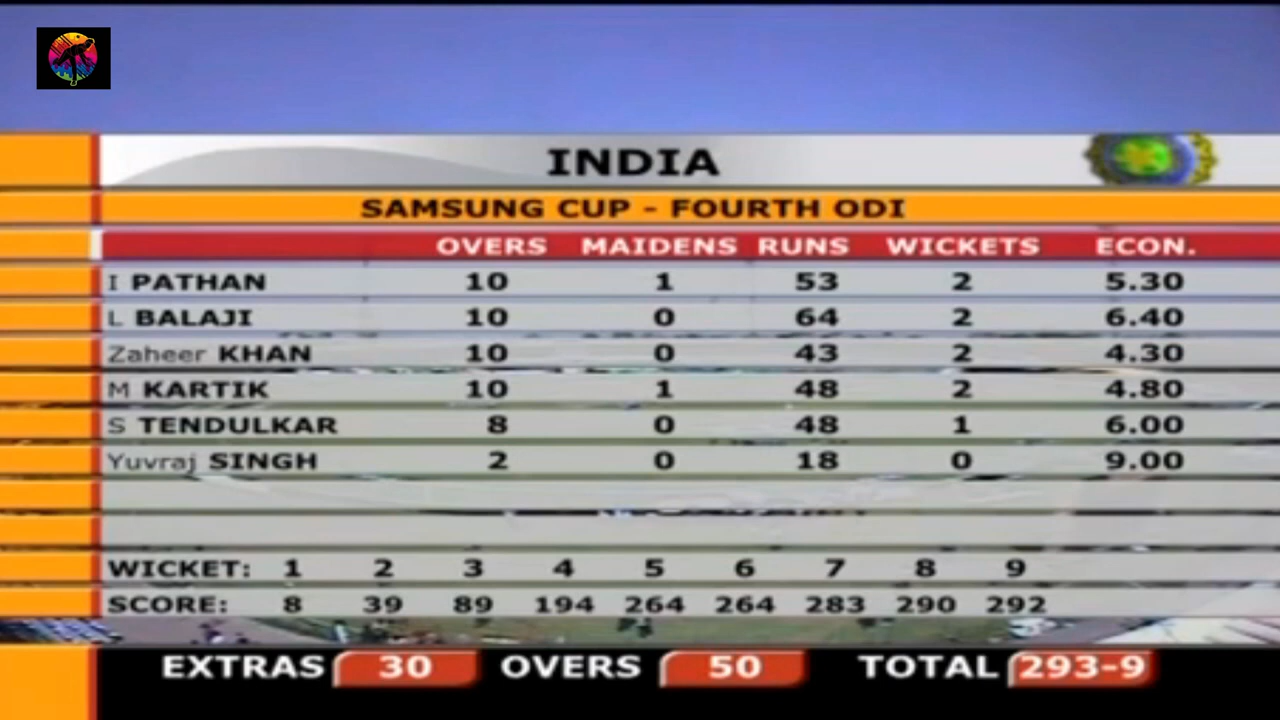 INDIA
SAMSUNG CUP - FOURTH ODI
OVERS MAIDENS RUNS WICKETS ECON.
I PATHAN 10 1 53 2 5.30
L BALAJI 10 0 64 2 6.40
Zaheer KHAN 10 0 43 2 4.30
M KARTIK 10 1 48 2 4.80
S TENDULKAR 8 0 48 1 6.00
Yuvraj SINGH 2 0 18 0 9.00
WICKET: 1 2 3 4 5 6 7 8 9
SCORE: 8 39 89 194 264 264 283 290 292
EXTRAS 30 OVERS 50 TOTAL 293-9